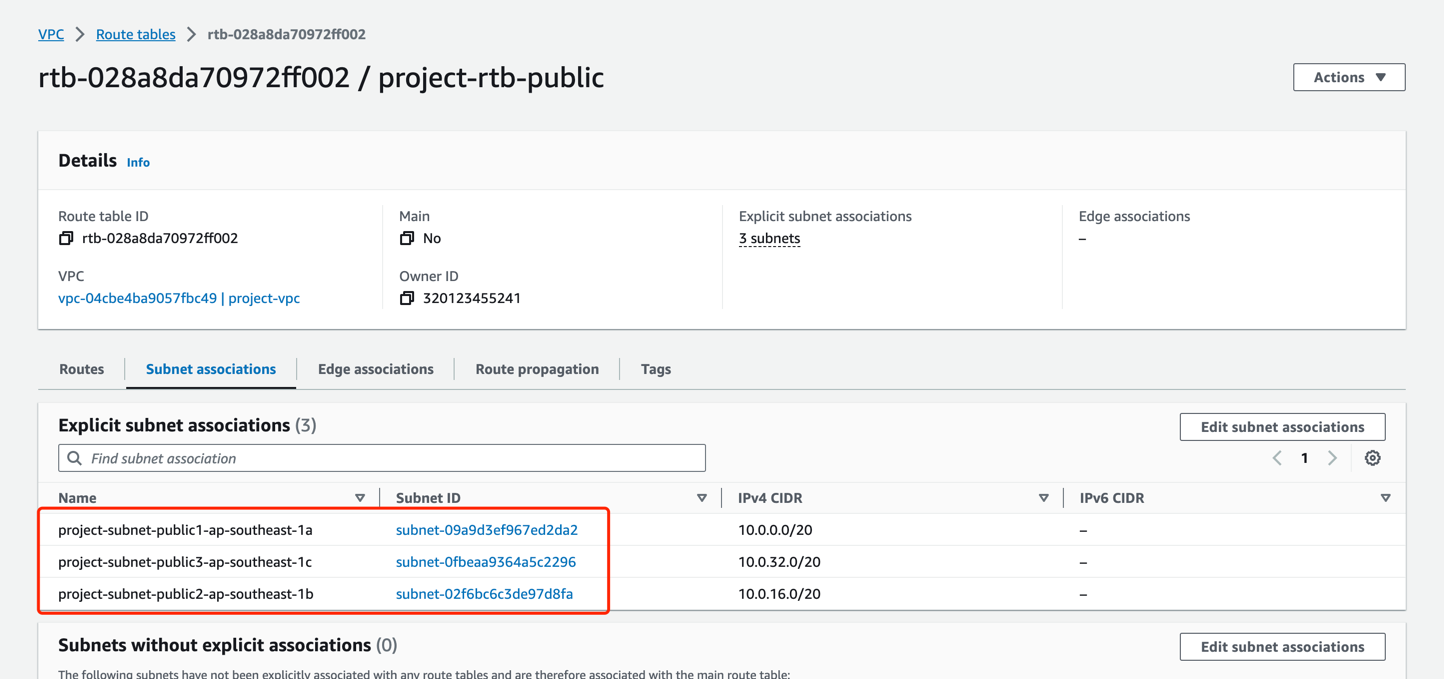 VPC > Route tables > rtb-028a8da70972ff002
rtb-028a8da70972ff002 / project-rtb-public
Actions ▼
Details Info
Route table ID Main Explicit subnet associations Edge associations
rtb-028a8da70972ff002 No 3 subnets –
VPC Owner ID
vpc-04cbe4ba9057fbc49 | project-vpc 320123455241
Routes Subnet associations Edge associations Route propagation Tags
Explicit subnet associations (3) Edit subnet associations
Find subnet association 1
Name Subnet ID IPv4 CIDR IPv6 CIDR
project-subnet-public1-ap-southeast-1a subnet-09a9d3ef967ed2da2 10.0.0.0/20 –
project-subnet-public3-ap-southeast-1c subnet-0fbeaa9364a5c2296 10.0.32.0/20 –
project-subnet-public2-ap-southeast-1b subnet-02f6bc6c3de97d8fa 10.0.16.0/20 –
Subnets without explicit associations (0) Edit subnet associations
The following subnets have not been explicitly associated with any route tables and are therefore associated with the main route table: